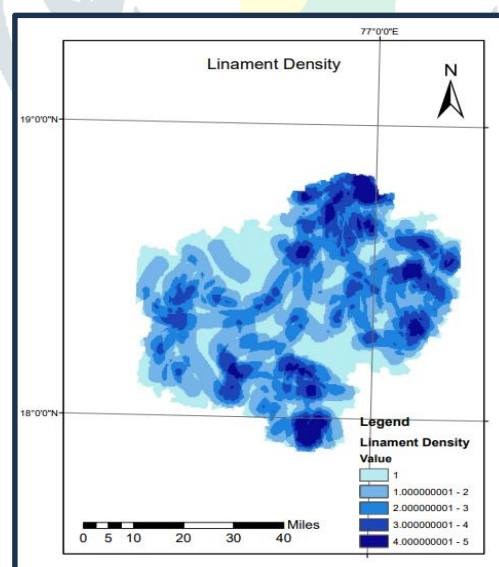 77°0'0"E
Linament Density
N
19°0'0"N
18°0'0"N
Legend
Linament Density
Value
1
1.000000001 - 2
2.000000001 - 3
3.000000001 - 4
4.000000001 - 5
Miles
0 5 10 20 30 40